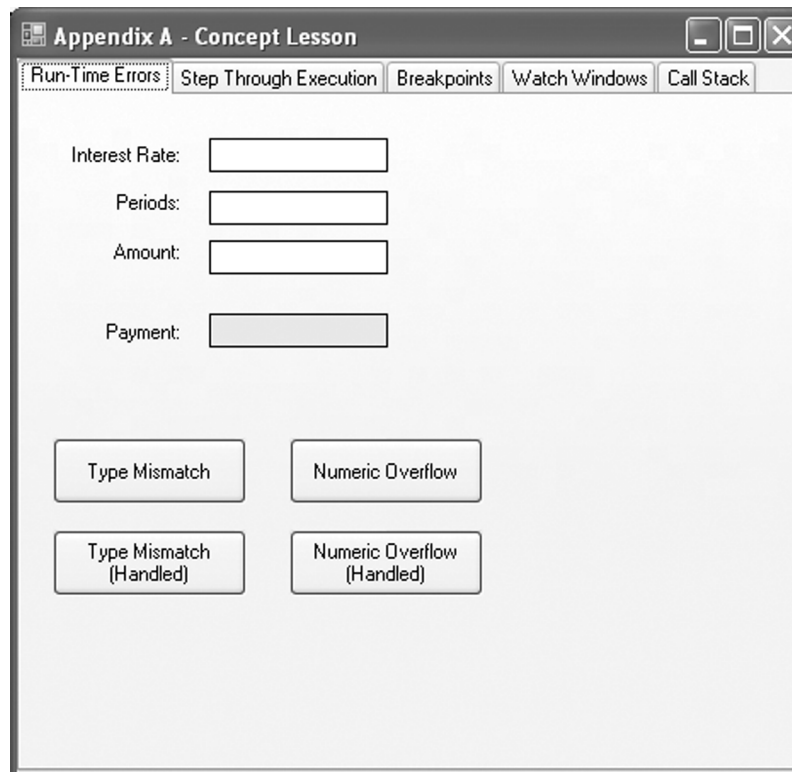 Appendix A - Concept Lesson
Run-Time Errors Step Through Execution Breakpoints Watch Windows Call Stack
Interest Rate:
Periods:
Amount:
Payment:
Type Mismatch Numeric Overflow
Type Mismatch
(Handled)
Numeric Overflow
(Handled)